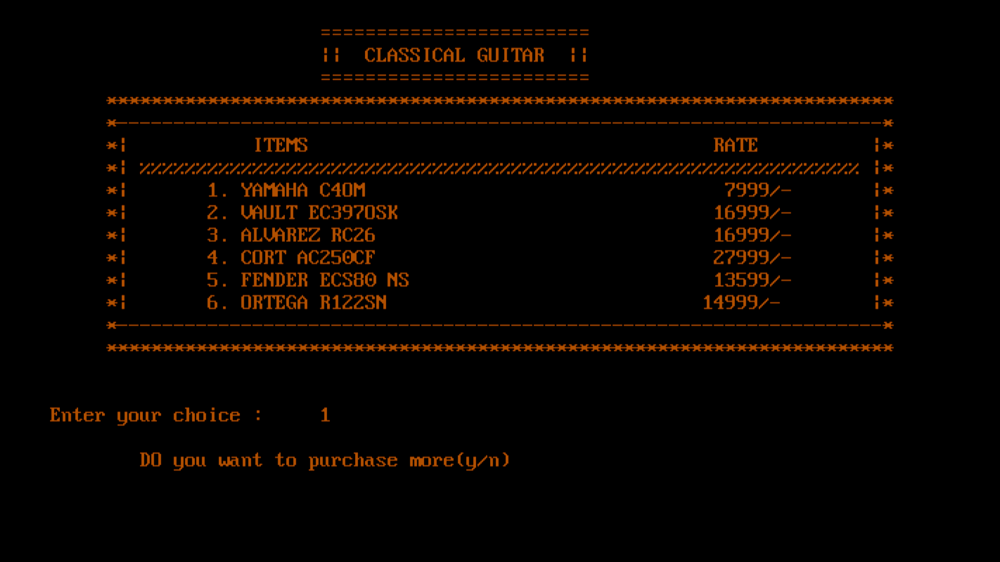 ========================
||  CLASSICAL GUITAR  ||
========================
**********************************************************************
*--------------------------------------------------------------------*
*| ITEMS RATE |*
*| %%%%%%%%%%%%%%%%%%%%%%%%%%%%%%%%%%%%%%%%%%%%%%%%%%%%%%%%%%%%%%%% |*
*| 1. YAMAHA C40M 7999/- |*
*| 2. VAULT EC3970SK 16999/- |*
*| 3. ALVAREZ RC26 16999/- |*
*| 4. CORT AC250CF 27999/- |*
*| 5. FENDER ECS80 NS 13599/- |*
*| 6. ORTEGA R122SN 14999/- |*
*--------------------------------------------------------------------*
**********************************************************************
Enter your choice : 1
DO you want to purchase more(y/n)